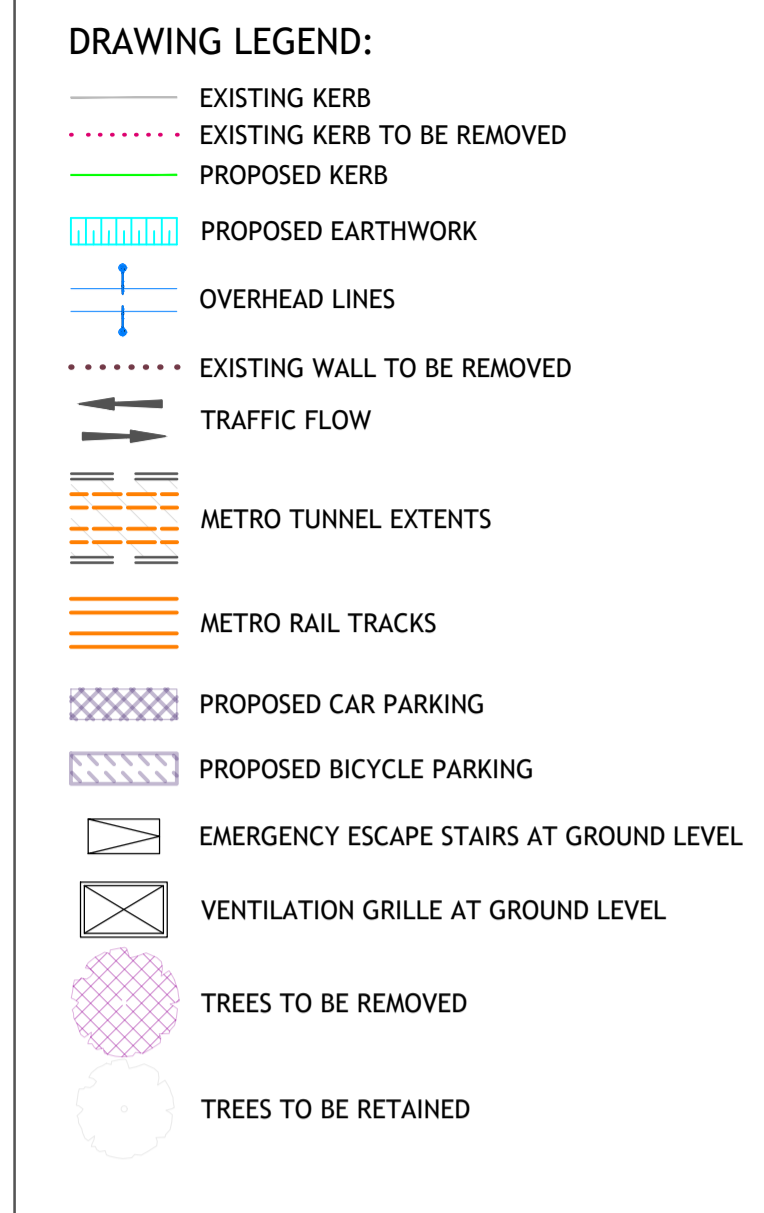 DRAWING LEGEND:
EXISTING KERB
EXISTING KERB TO BE REMOVED
PROPOSED KERB
PROPOSED EARTHWORK
OVERHEAD LINES
EXISTING WALL TO BE REMOVED
TRAFFIC FLOW
METRO TUNNEL EXTENTS
METRO RAIL TRACKS
PROPOSED CAR PARKING
PROPOSED BICYCLE PARKING
EMERGENCY ESCAPE STAIRS AT GROUND LEVEL
VENTILATION GRILLE AT GROUND LEVEL
TREES TO BE REMOVED
TREES TO BE RETAINED